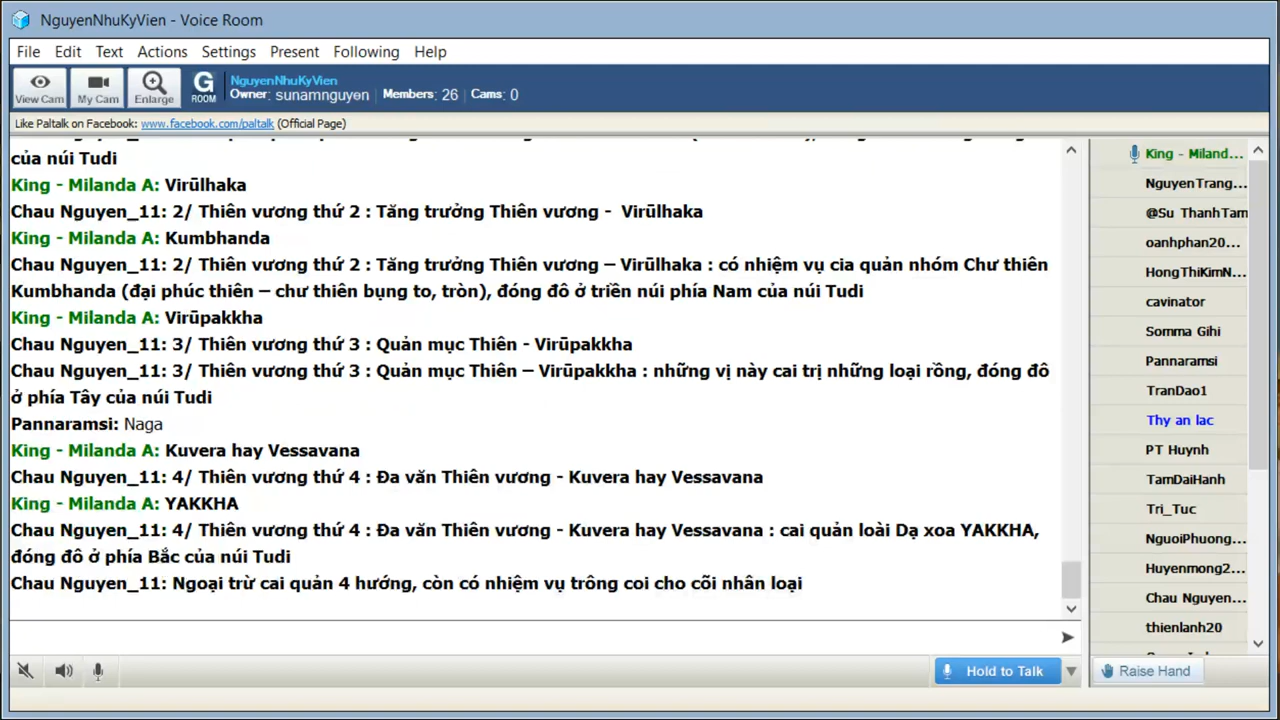 NguyenNhuKyVien - Voice Room
File Edit Text Actions Settings Present Following Help
View Cam My Cam Enlarge G ROOM
NguyenNhuKyVien
Owner: sunamnguyen Members: 26 Cams: 0
Like Paltalk on Facebook: www.facebook.com/paltalk (Official Page)
của núi Tudi
King - Milanda A: Virūlhaka
Chau Nguyen_11: 2/ Thiên vương thứ 2 : Tăng trưởng Thiên vương - Virūlhaka
King - Milanda A: Kumbhanda
Chau Nguyen_11: 2/ Thiên vương thứ 2 : Tăng trưởng Thiên vương – Virūlhaka : có nhiệm vụ cia quản nhóm Chư thiên
Kumbhanda (đại phúc thiên – chư thiên bụng to, tròn), đóng đô ở triền núi phía Nam của núi Tudi
King - Milanda A: Virūpakkha
Chau Nguyen_11: 3/ Thiên vương thứ 3 : Quản mục Thiên - Virūpakkha
Chau Nguyen_11: 3/ Thiên vương thứ 3 : Quản mục Thiên – Virūpakkha : những vị này cai trị những loại rồng, đóng đô
ở phía Tây của núi Tudi
Pannaramsi: Naga
King - Milanda A: Kuvera hay Vessavana
Chau Nguyen_11: 4/ Thiên vương thứ 4 : Đa văn Thiên vương - Kuvera hay Vessavana
King - Milanda A: YAKKHA
Chau Nguyen_11: 4/ Thiên vương thứ 4 : Đa văn Thiên vương - Kuvera hay Vessavana : cai quản loài Dạ xoa YAKKHA,
đóng đô ở phía Bắc của núi Tudi
Chau Nguyen_11: Ngoại trừ cai quản 4 hướng, còn có nhiệm vụ trông coi cho cõi nhân loại
King - Miland...
NguyenTrang...
@Su ThanhTam
oanhphan20...
HongThiKimN...
cavinator
Somma Gihi
Pannaramsi
TranDao1
Thy an lac
PT Huynh
TamDaiHanh
Tri_Tuc
NguoiPhuong...
Huyenmong2...
Chau Nguyen...
thienlanh20
Hold to Talk
Raise Hand